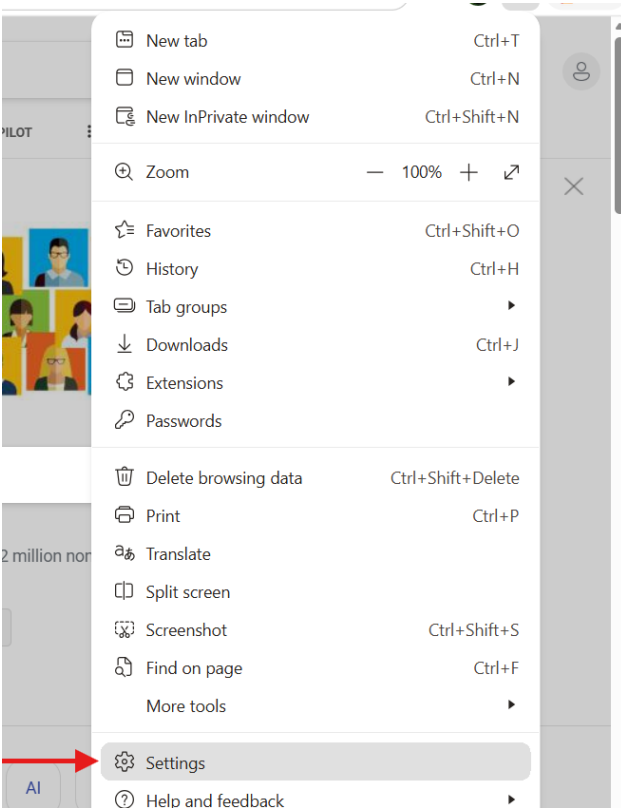 New tab Ctrl+T
New window Ctrl+N
PILOT
New InPrivate window Ctrl+Shift+N
Zoom — 100% +
Favorites Ctrl+Shift+O
History Ctrl+H
Tab groups
Downloads Ctrl+J
Extensions
Passwords
Delete browsing data Ctrl+Shift+Delete
Print Ctrl+P
2 million nor
Translate
Split screen
Screenshot Ctrl+Shift+S
Find on page Ctrl+F
More tools
Settings
AI
Help and feedback